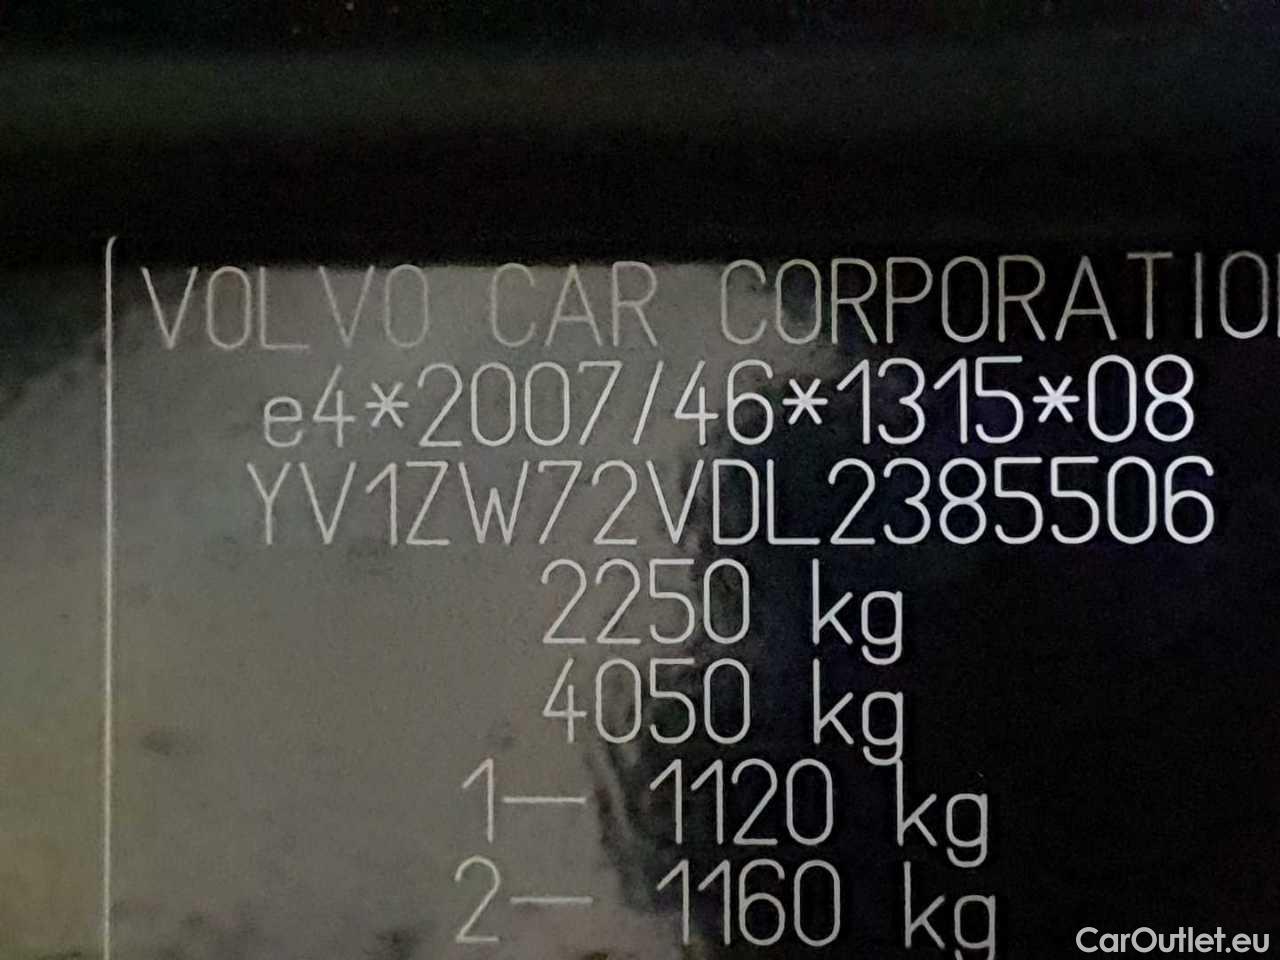 VOLVO CAR CORPORATIO
e4*2007/46*1315*08
YV1ZW72VDL2385506
2250 kg
4050 kg
1— 1120 kg
2— 1160 kg
CarOutlet.eu